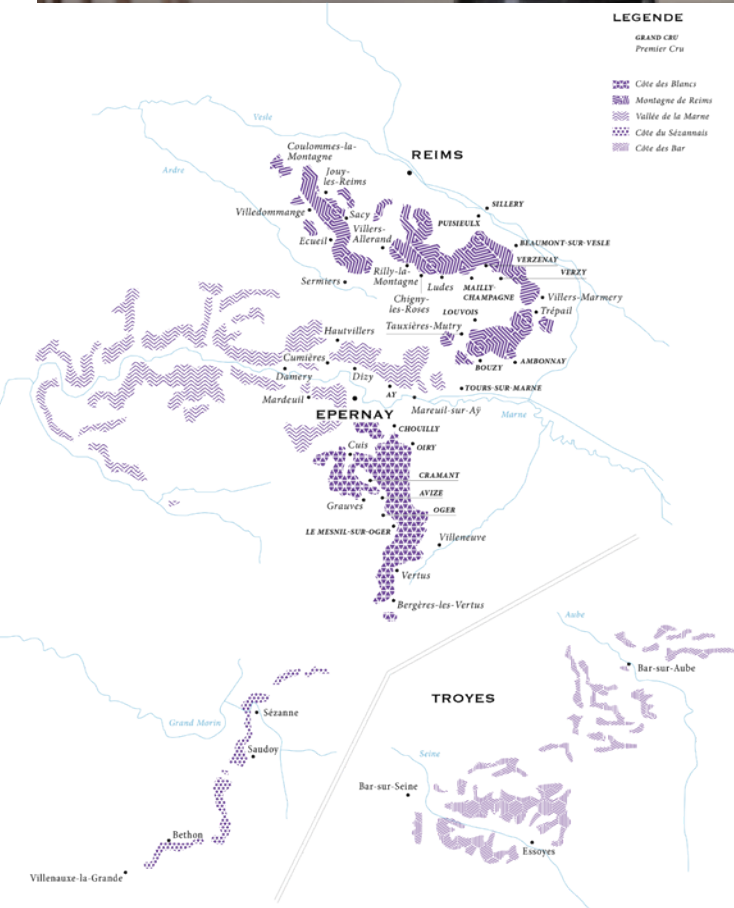 LEGENDE
GRAND CRU
Premier Cru
Côte des Blancs
Montagne de Reims
Vallée de la Marne
Côte du Sézannais
Côte des Bar
Vesle
Coulommes-la-
Montagne
REIMS
Ardre
Jouy-
les-Reims
SILLERY
Villedommange
Sacy
PUISIEULX
Villers-
Allerand
Ecueil
BEAUMONT-SUR-VESLE
VERZENAY
Rilly-la-
Montagne
VERZY
Sermiers
Ludes
MAILLY-
CHAMPAGNE
Villers-Marmery
Chigny-
les-Roses
LOUVOIS
Trépail
Tauxières-Mutry
Hautvillers
Cumières
AMBONNAY
BOUZY
Damery
Dizy
TOURS-SUR-MARNE
AY
Mardeuil
Mareuil-sur-Aÿ
Marne
EPERNAY
CHOUILLY
Cuis
OIRY
CRAMANT
AVIZE
Grauves
OGER
LE MESNIL-SUR-OGER
Villeneuve
Vertus
Bergères-les-Vertus
Aube
Bar-sur-Aube
TROYES
Sézanne
Grand Morin
Saudoy
Seine
Bar-sur-Seine
Bethon
Essoyes
Villenauxe-la-Grande